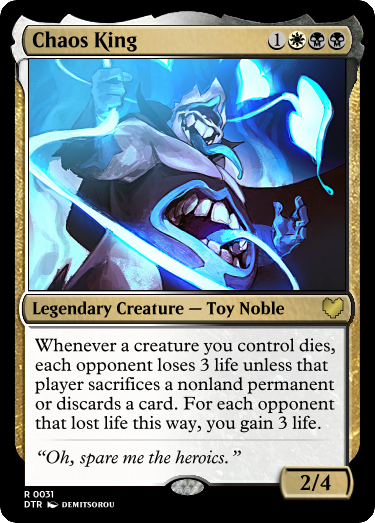 Chaos King 1
Legendary Creature — Toy Noble
Whenever a creature you control dies,
each opponent loses 3 life unless that
player sacrifices a nonland permanent
or discards a card. For each opponent
that lost life this way, you gain 3 life.
“Oh, spare me the heroics.”
2/4
R 0031
DTR DEMITSOROU